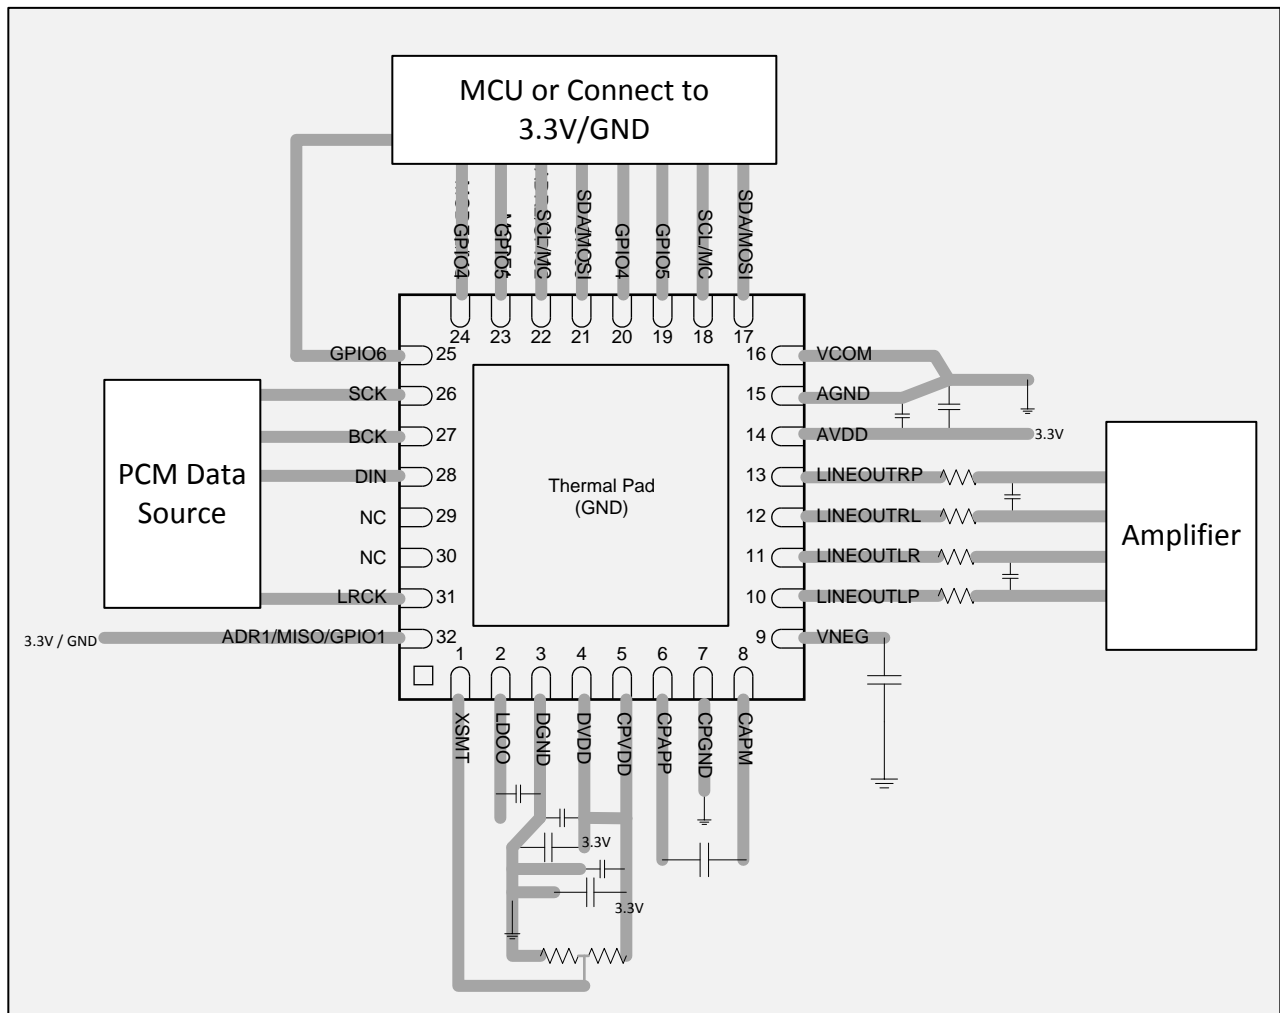 MCU or Connect to
3.3V/GND
GPIO4
GPIO5
SCL/MC
SDA/MOSI
GPIO4
GPIO5
SCL/MC
SDA/MOSI
24
23
22
21
20
19
18
17
GPIO6
25
16
VCOM
SCK
26
15
AGND
BCK
27
14
AVDD
3.3V
PCM Data
Source
DIN
28
13
LINEOUTRP
Thermal Pad
(GND)
NC
29
12
LINEOUTRL
Amplifier
NC
30
11
LINEOUTLR
LRCK
31
10
LINEOUTLP
3.3V / GND
ADR1/MISO/GPIO1
32
9
VNEG
1
2
3
4
5
6
7
8
XSMT
LDOO
DGND
DVDD
CPVDD
CPAPP
CPGND
CAPM
3.3V
3.3V